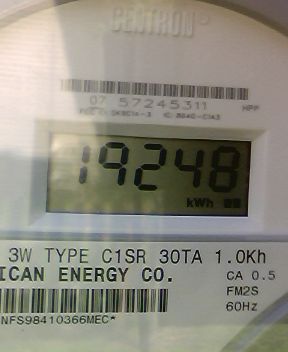 CENTRON®
07 57245311 HPP
19248
kWh
3W TYPE C1SR 30TA 1.0Kh
ICAN ENERGY CO. CA 0.5
FM2S
NFS98410366MEC* 60Hz